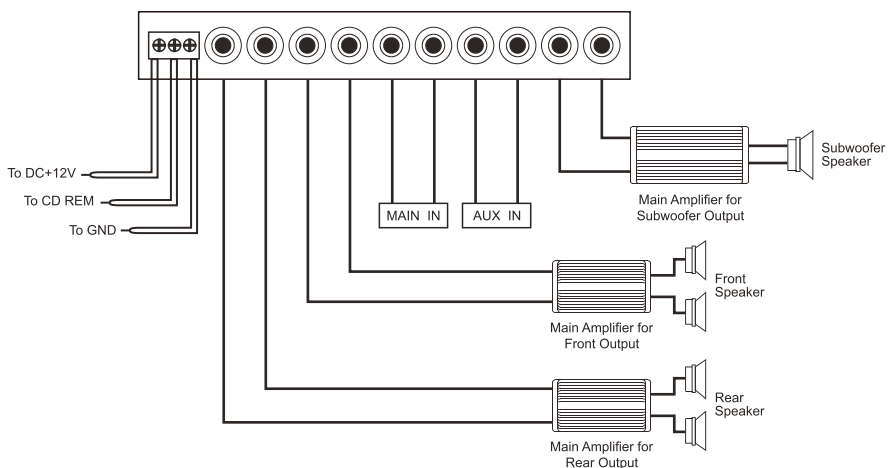 To DC+12V
To CD REM
To GND
MAIN IN
AUX IN
Subwoofer
Speaker
Main Amplifier for
Subwoofer Output
Front
Speaker
Main Amplifier for
Front Output
Rear
Speaker
Main Amplifier for
Rear Output